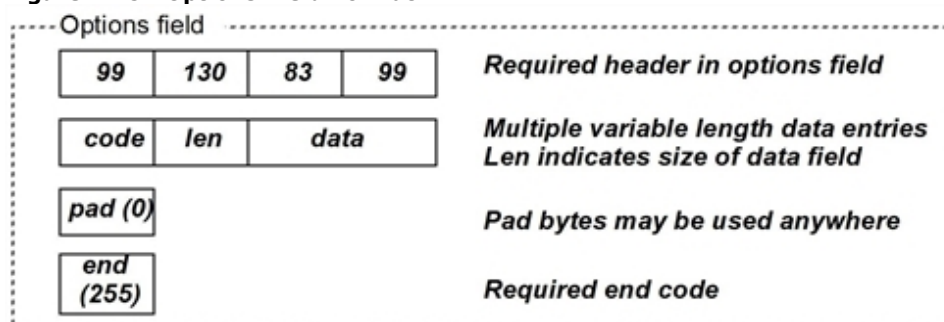 Options field
99 130 83 99 Required header in options field
code len data Multiple variable length data entries
Len indicates size of data field
pad (0) Pad bytes may be used anywhere
end
(255) Required end code